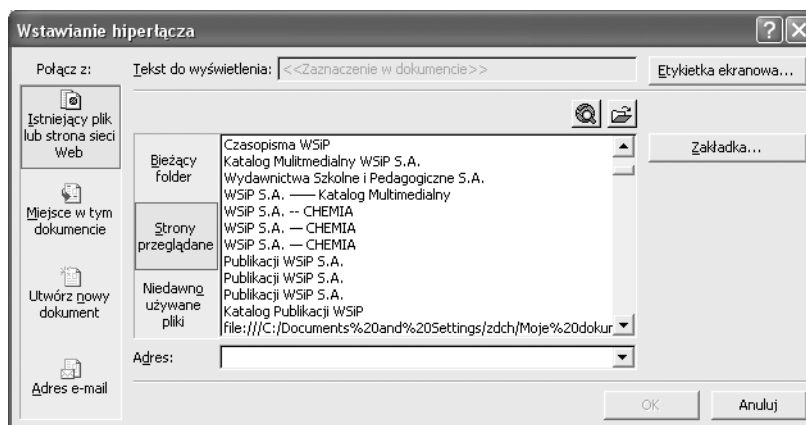 Wstawianie hiperłącza
Połącz z:
Tekst do wyświetlenia:
<<Zaznaczenie w dokumencie>>
Etykietka ekranowa...
Istniejący plik
lub strona sieci
Web
Miejsce w tym
dokumencie
Utwórz nowy
dokument
Adres e-mail
Bieżący
folder
Strony
przeglądane
Niedawno
używane
pliki
Czasopisma WSiP
Katalog Mulitmedialny WSiP S.A.
Wydawnictwa Szkolne i Pedagogiczne S.A.
WSiP S.A. —— Katalog Multimedialny
WSiP S.A. -- CHEMIA
WSiP S.A. — CHEMIA
WSiP S.A. — CHEMIA
Publikacji WSiP S.A.
Publikacji WSiP S.A.
Publikacji WSiP S.A.
Katalog Publikacji WSiP
file:///C:/Documents%20and%20Settings/zdch/Moje%20dokur
Zakładka...
Adres:
OK
Anuluj